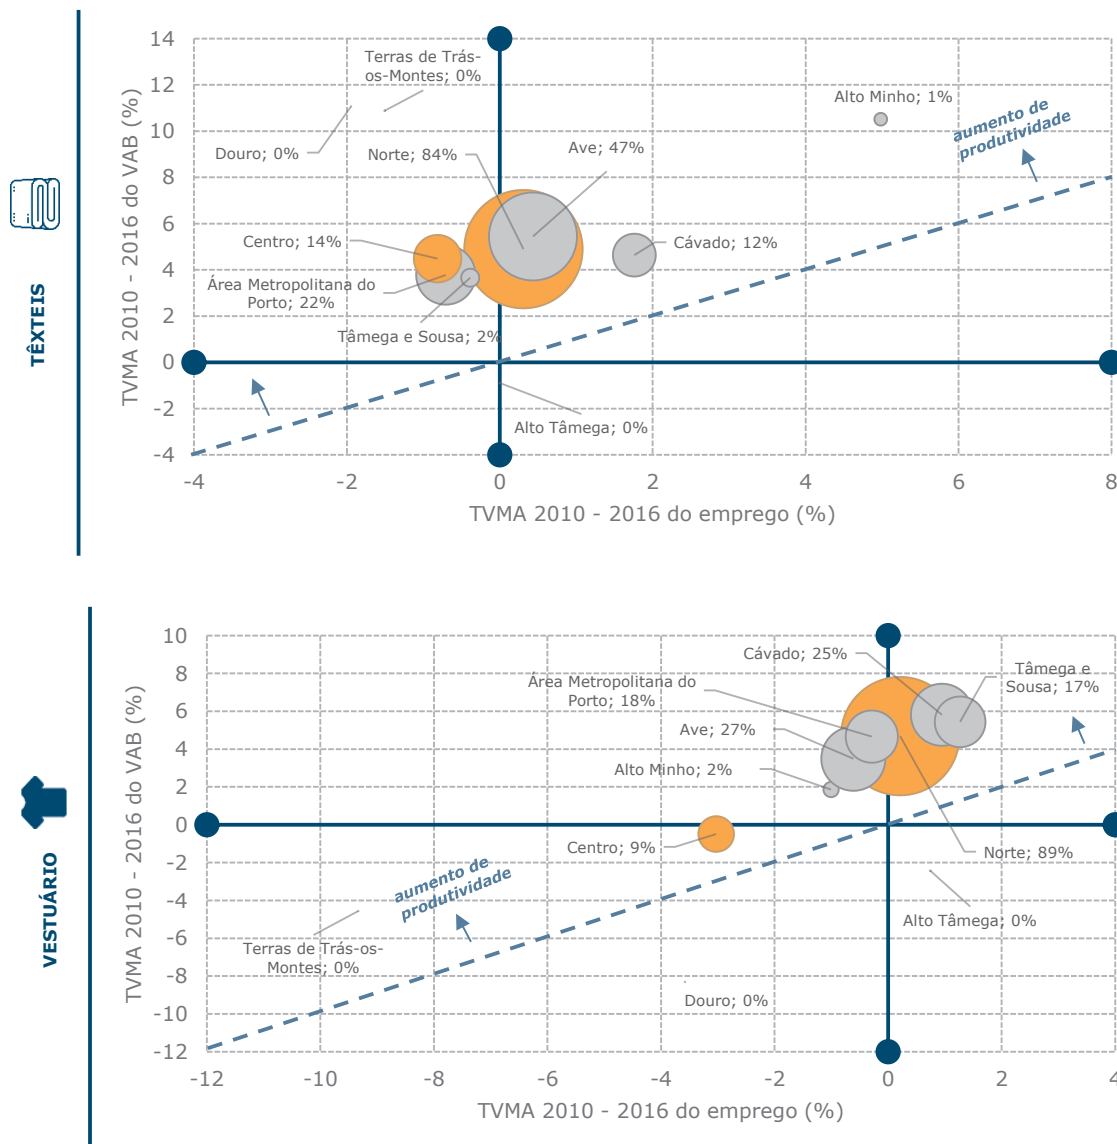 TÊXTEIS
TVMA 2010 - 2016 do VAB (%)
14
12
10
8
6
4
2
0
-2
-4
Terras de Trás-
os-Montes; 0%
Alto Minho; 1%
aumento de
produtividade
Douro; 0%
Norte; 84%
Ave; 47%
Centro; 14%
Cávado; 12%
Área Metropolitana do
Porto; 22%
Tâmega e Sousa; 2%
Alto Tâmega; 0%
-4
-2
0
2
4
6
8
TVMA 2010 - 2016 do emprego (%)
VESTUÁRIO
TVMA 2010 - 2016 do VAB (%)
10
8
6
4
2
0
-2
-4
-6
-8
-10
-12
Cávado; 25%
Tâmega e
Sousa; 17%
Área Metropolitana do
Porto; 18%
Ave; 27%
Alto Minho; 2%
Centro; 9%
Norte; 89%
aumento de
produtividade
Alto Tâmega; 0%
Terras de Trás-os-
Montes; 0%
Douro; 0%
-12
-10
-8
-6
-4
-2
0
2
4
TVMA 2010 - 2016 do emprego (%)